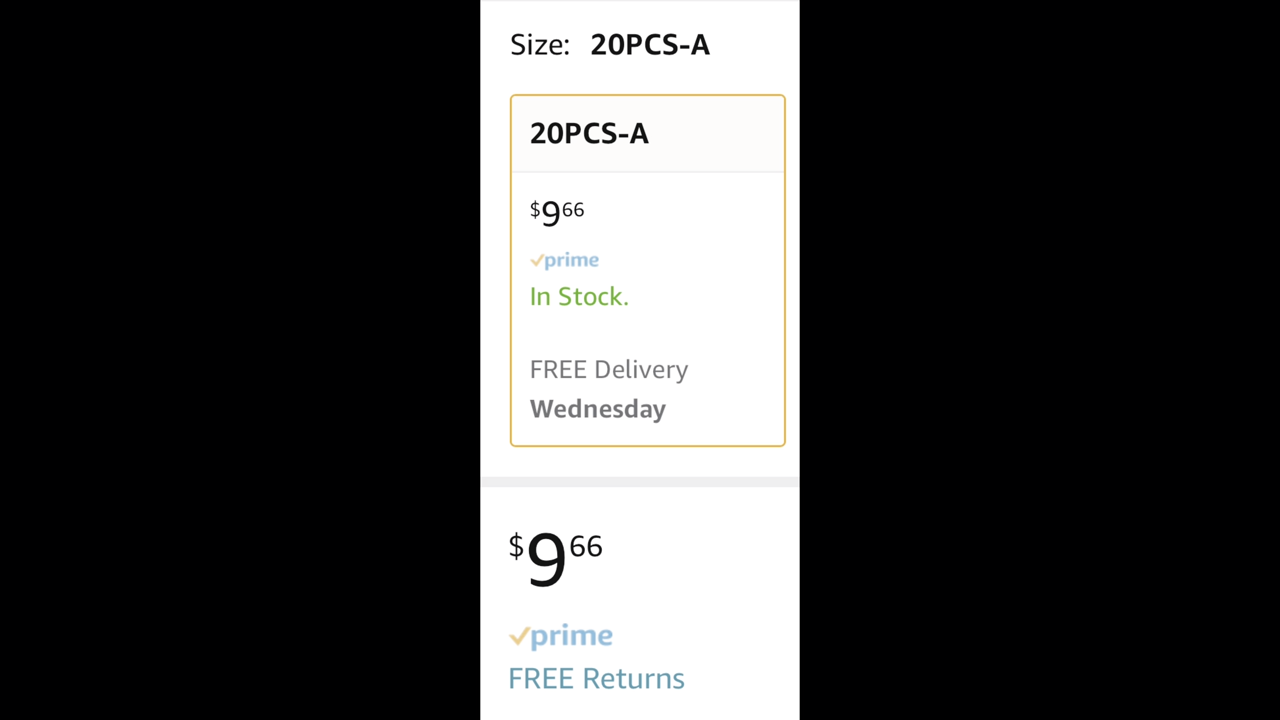 Size: 20PCS-A
20PCS-A
$966
prime
In Stock.
FREE Delivery
Wednesday
$966
prime
FREE Returns